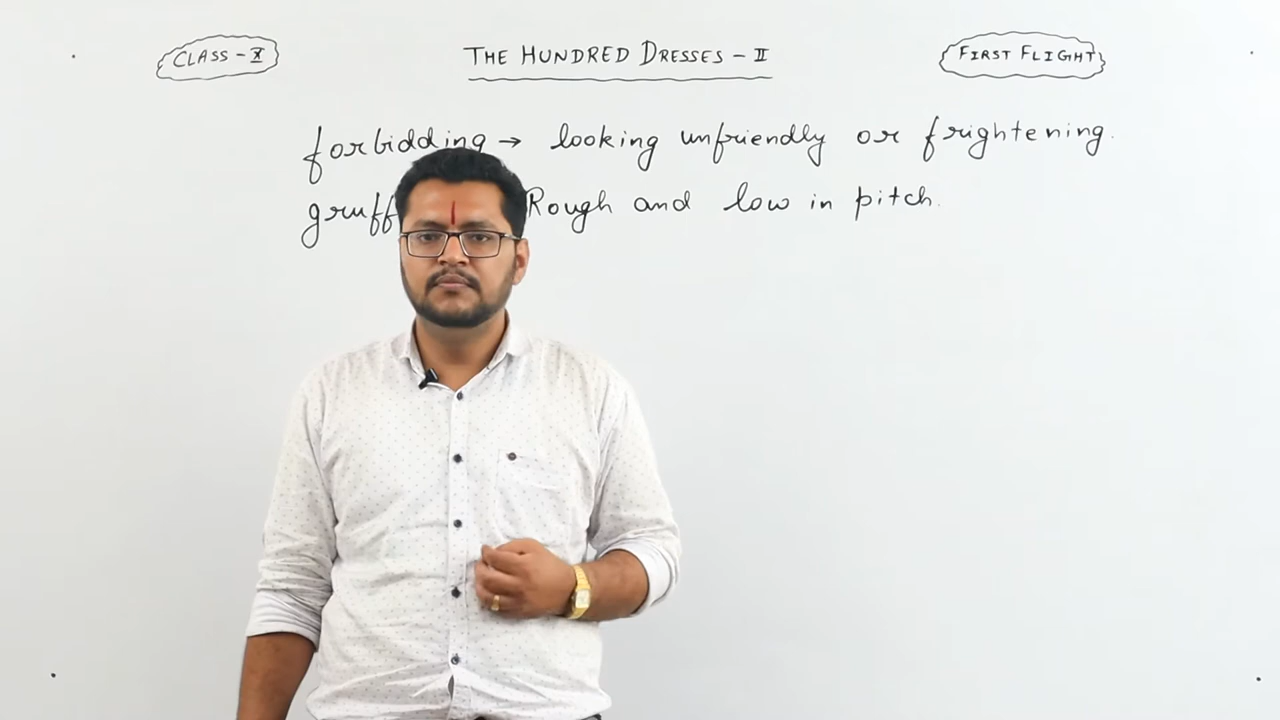 CLASS - X
THE HUNDRED DRESSES - II
FIRST FLIGHT
forbidding → looking unfriendly or frightening.
gruff Rough and low in pitch.